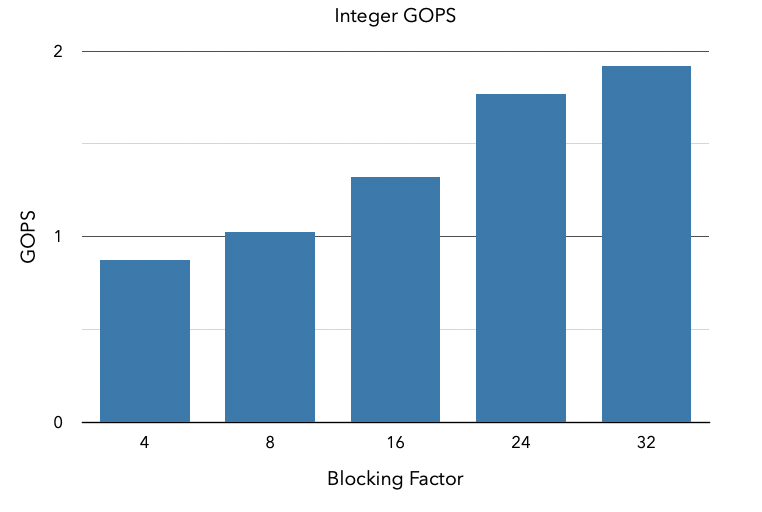 Integer GOPS
2
1
0
GOPS
4 8 16 24 32
Blocking Factor